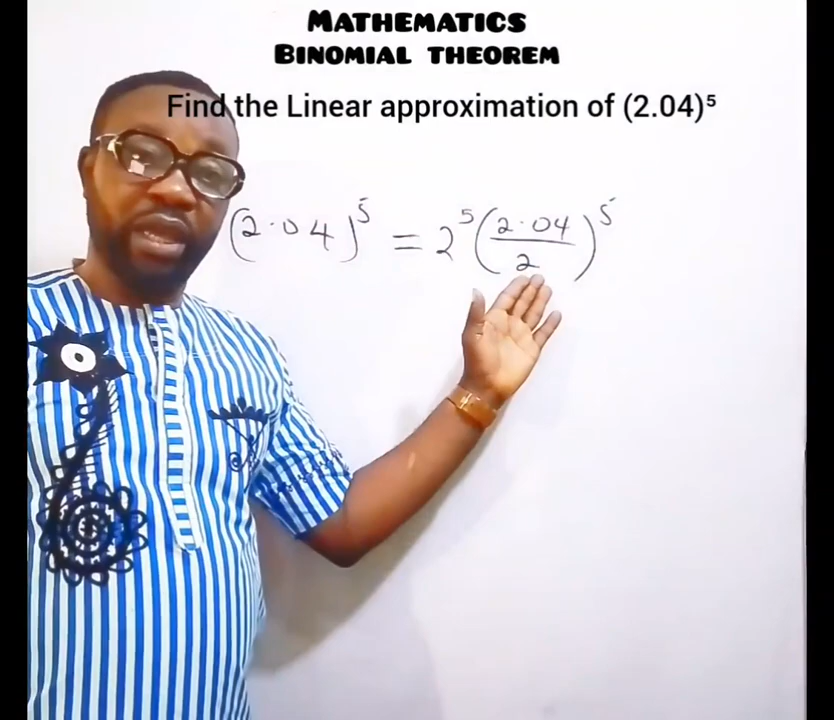 MATHEMATICS
BINOMIAL THEOREM
Find the Linear approximation of (2.04)⁵
(2·04)⁵ = 2⁵(2·04/2)⁵